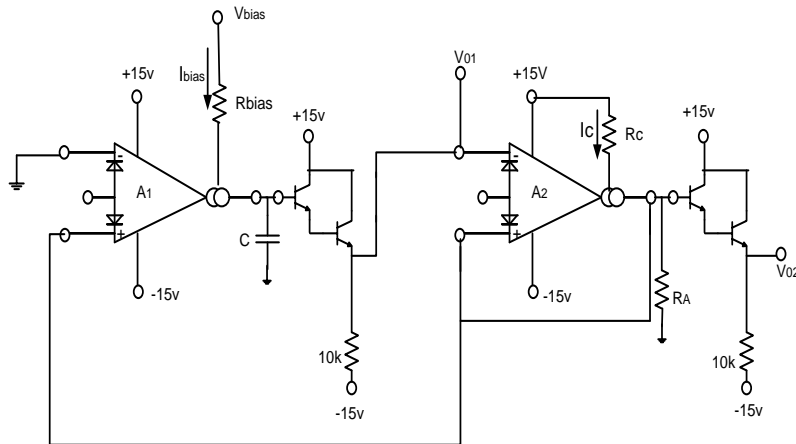 Vbias
Ibias
Rbias
+15v
A1
-
+
-15v
C
+15v
10k
-15v
V01
+15V
Ic
Rc
A2
-
+
-15v
RA
+15v
V02
10k
-15v